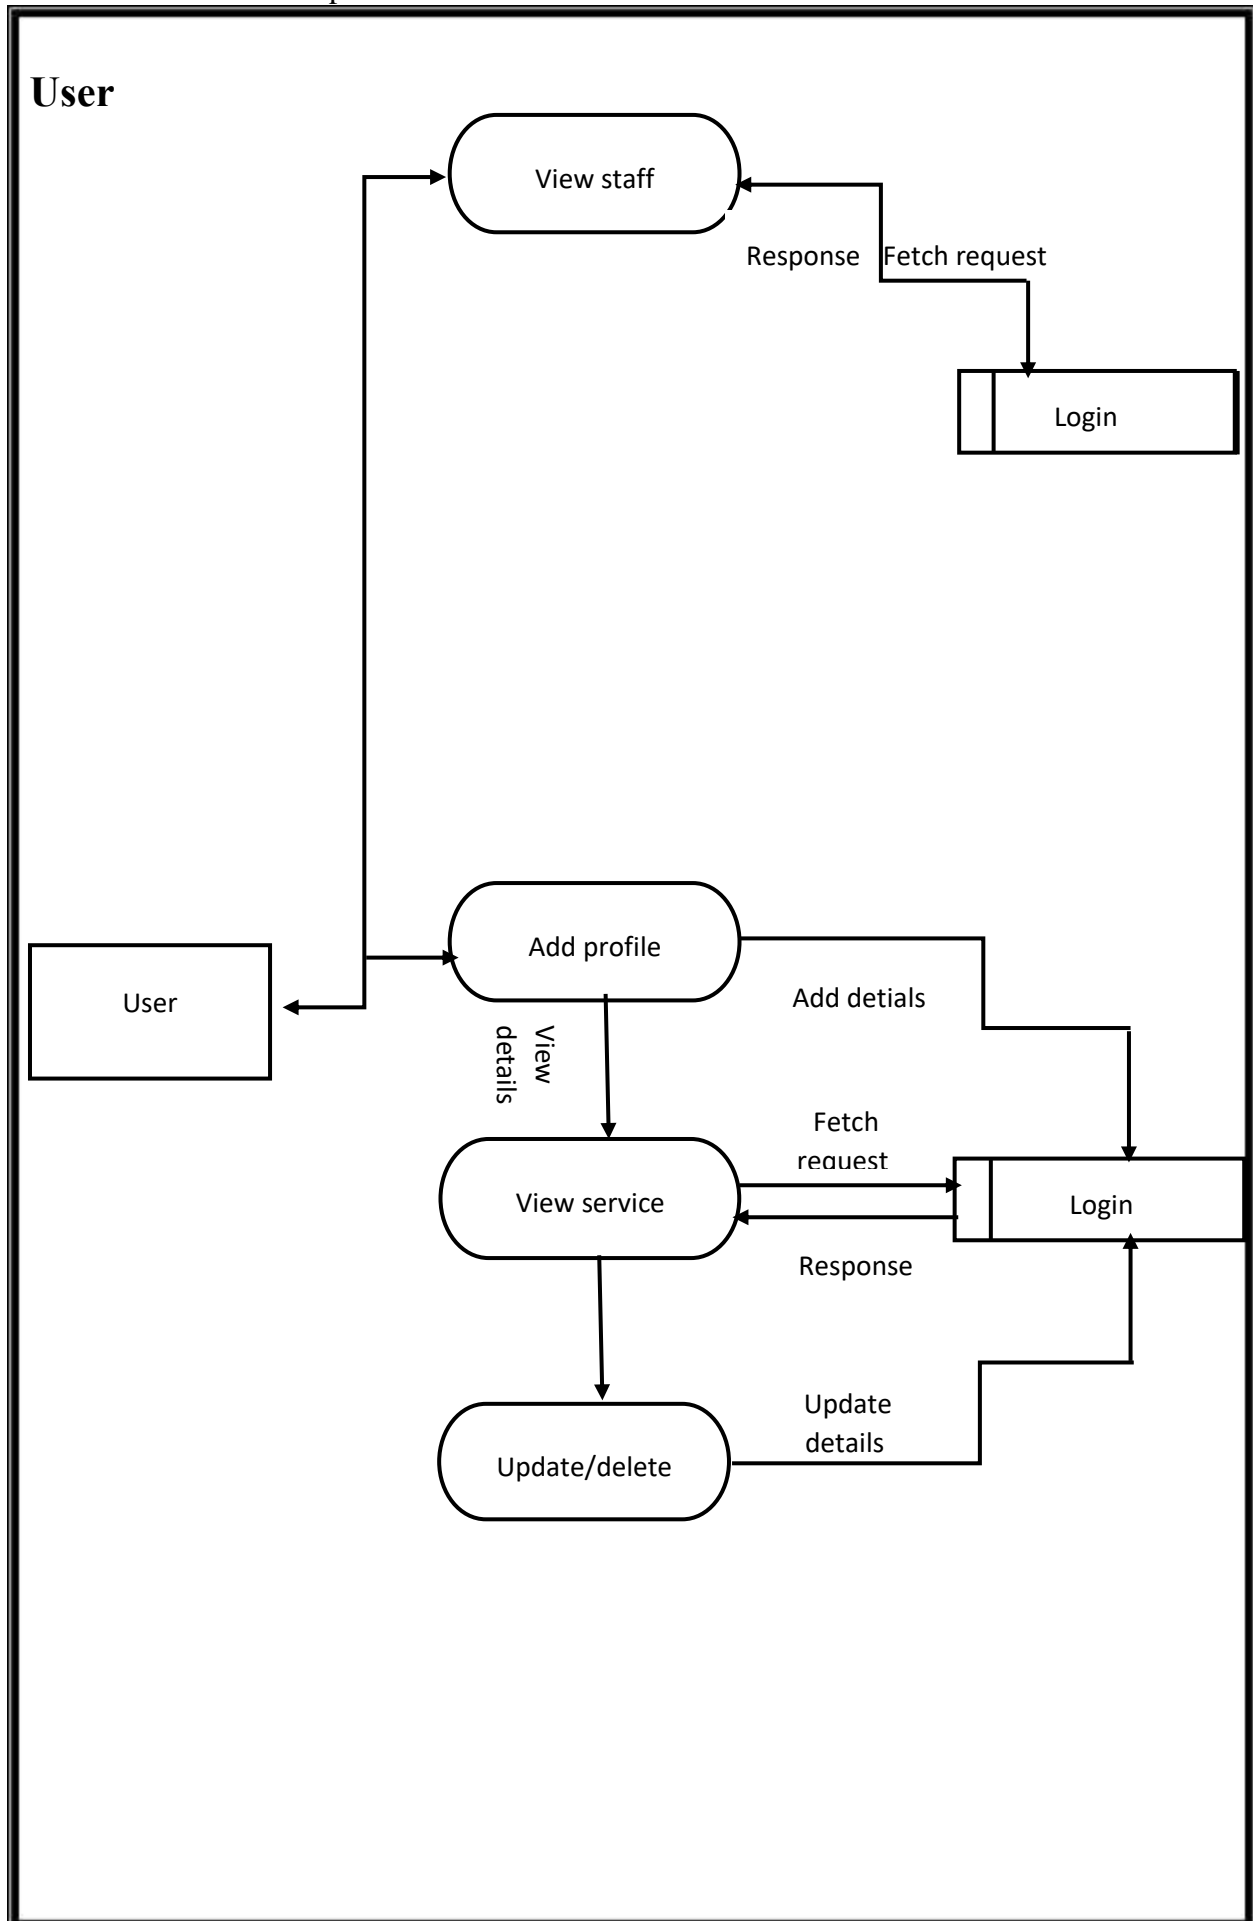 User
View staff
Response Fetch request
Login
Add profile
User
Add detials
View
details
Fetch
request
View service
Login
Response
Update
details
Update/delete